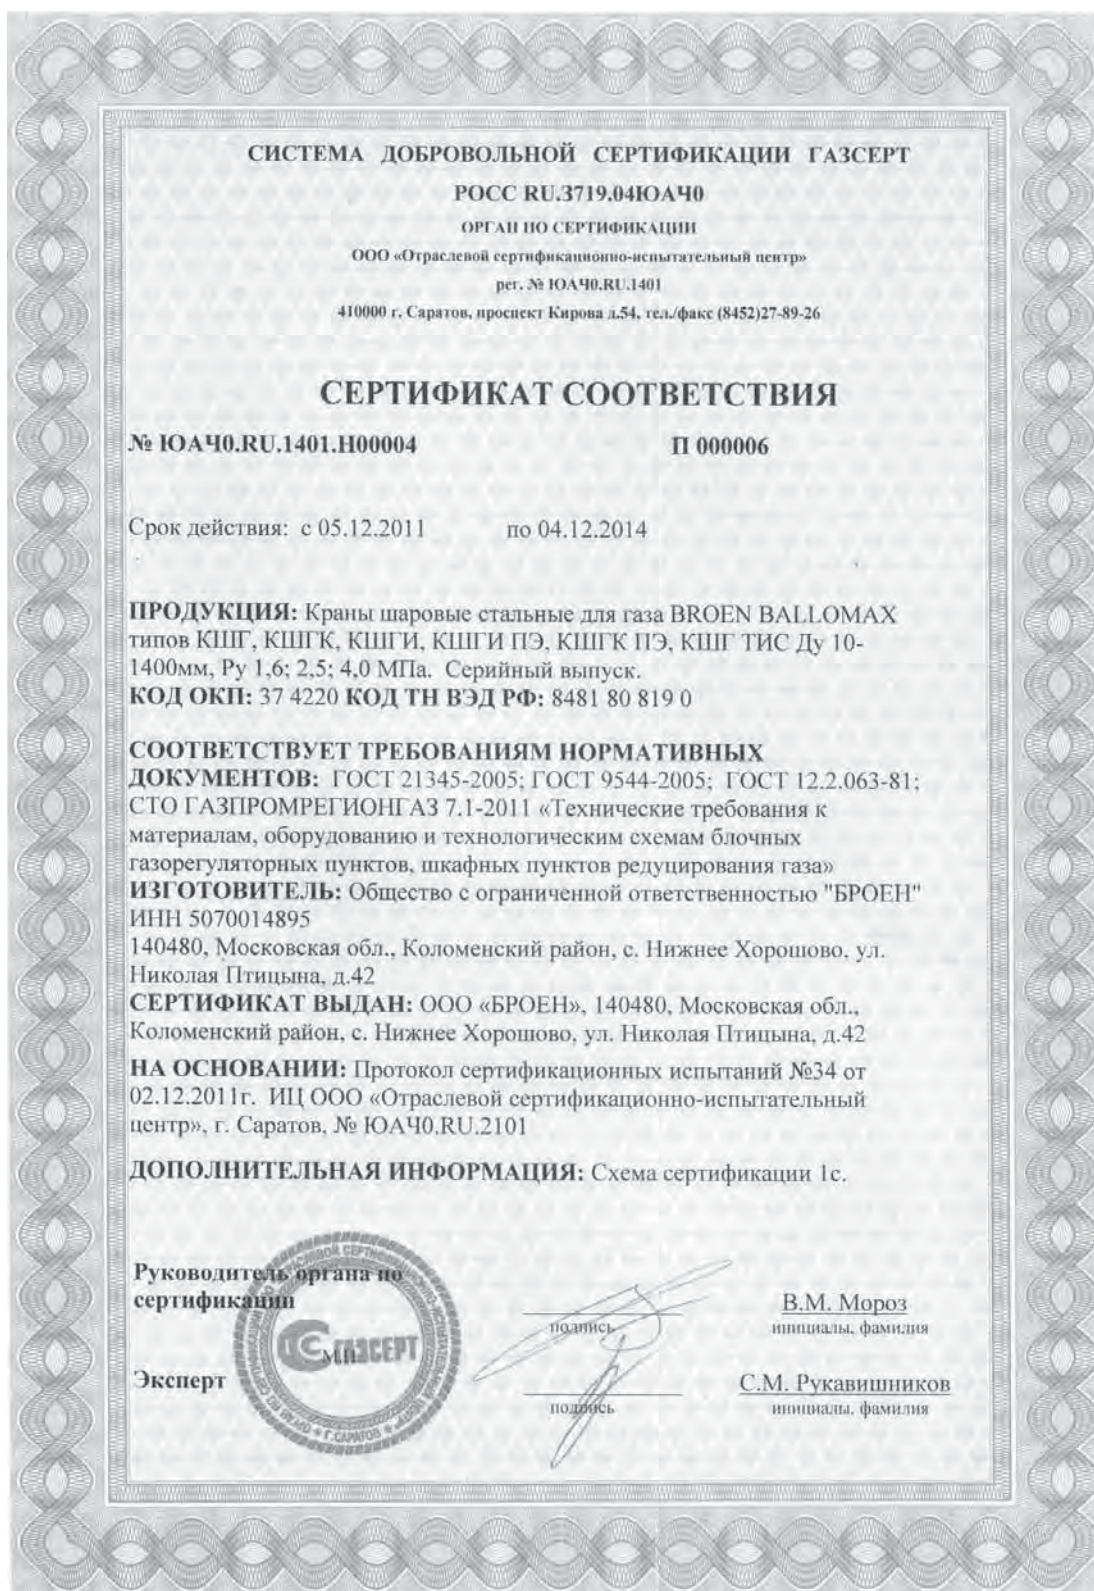 СИСТЕМА ДОБРОВОЛЬНОЙ СЕРТИФИКАЦИИ ГАЗСЕРТ
РОСС RU.З719.04ЮАЧ0
ОРГАН ПО СЕРТИФИКАЦИИ
ООО «Отраслевой сертификационно-испытательный центр»
рег. № ЮАЧ0.RU.1401
410000 г. Саратов, проспект Кирова д.54, тел./факс (8452)27-89-26
СЕРТИФИКАТ СООТВЕТСТВИЯ
№ ЮАЧ0.RU.1401.Н00004 П 000006
Срок действия: с 05.12.2011 по 04.12.2014
ПРОДУКЦИЯ: Краны шаровые стальные для газа BROEN BALLOMAX
типов КШГ, КШГК, КШГИ, КШГИ ПЭ, КШГК ПЭ, КШГ ТИС Ду 10-
1400мм, Ру 1,6; 2,5; 4,0 МПа. Серийный выпуск.
КОД ОКП: 37 4220 КОД ТН ВЭД РФ: 8481 80 819 0
СООТВЕТСТВУЕТ ТРЕБОВАНИЯМ НОРМАТИВНЫХ
ДОКУМЕНТОВ: ГОСТ 21345-2005; ГОСТ 9544-2005; ГОСТ 12.2.063-81;
СТО ГАЗПРОМРЕГИОНГАЗ 7.1-2011 «Технические требования к
материалам, оборудованию и технологическим схемам блочных
газорегуляторных пунктов, шкафных пунктов редуцирования газа»
ИЗГОТОВИТЕЛЬ: Общество с ограниченной ответственностью "БРОЕН"
ИНН 5070014895
140480, Московская обл., Коломенский район, с. Нижнее Хорошово, ул.
Николая Птицына, д.42
СЕРТИФИКАТ ВЫДАН: ООО «БРОЕН», 140480, Московская обл.,
Коломенский район, с. Нижнее Хорошово, ул. Николая Птицына, д.42
НА ОСНОВАНИИ: Протокол сертификационных испытаний №34 от
02.12.2011г. ИЦ ООО «Отраслевой сертификационно-испытательный
центр», г. Саратов, № ЮАЧ0.RU.2101
ДОПОЛНИТЕЛЬНАЯ ИНФОРМАЦИЯ: Схема сертификации 1с.
Руководитель органа по
сертификации
подпись
В.М. Мороз
инициалы, фамилия
М.П.
ГАЗСЕРТ
Г. САРАТОВ
Эксперт
подпись
С.М. Рукавишников
инициалы, фамилия